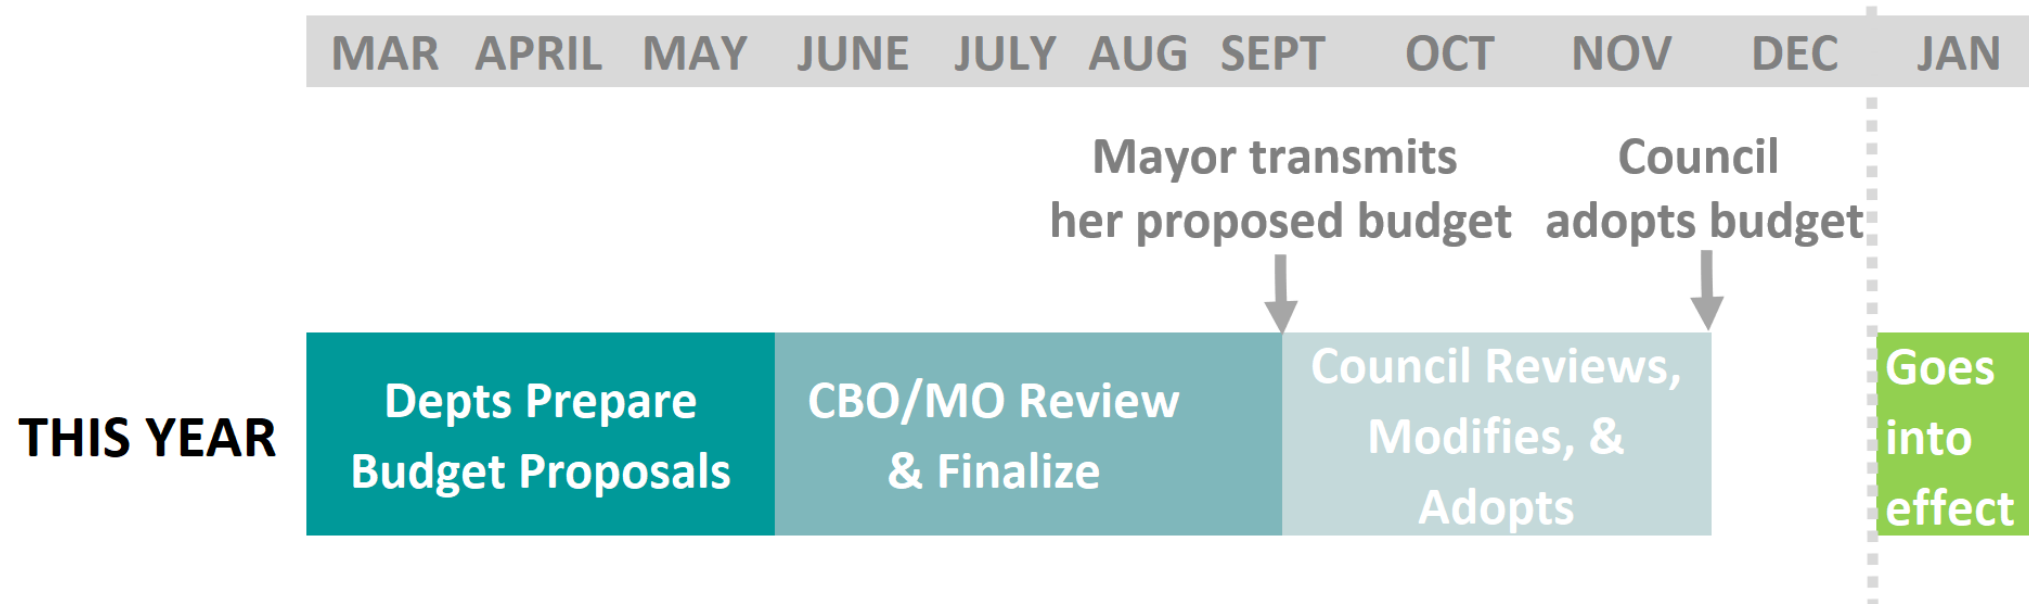 MAR APRIL MAY JUNE JULY AUG SEPT OCT NOV DEC JAN
Mayor transmits
her proposed budget
Council
adopts budget
THIS YEAR
Depts Prepare
Budget Proposals
CBO/MO Review
& Finalize
Council Reviews,
Modifies, &
Adopts
Goes
into
effect